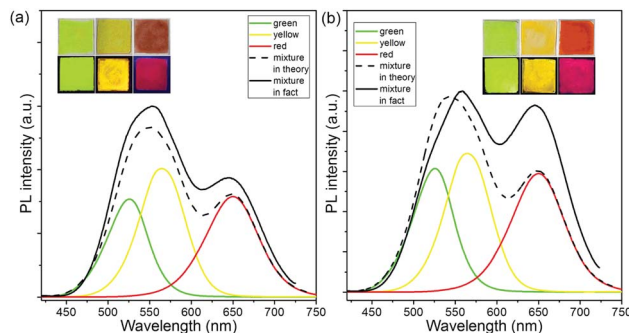 (a)
green
yellow
red
mixture
in theory
mixture
in fact
PL intensity (a.u.)
450 500 550 600 650 700 750
Wavelength (nm)
(b)
green
yellow
red
mixture
in theory
mixture
in fact
PL intensity (a.u.)
450 500 550 600 650 700 750
Wavelength (nm)